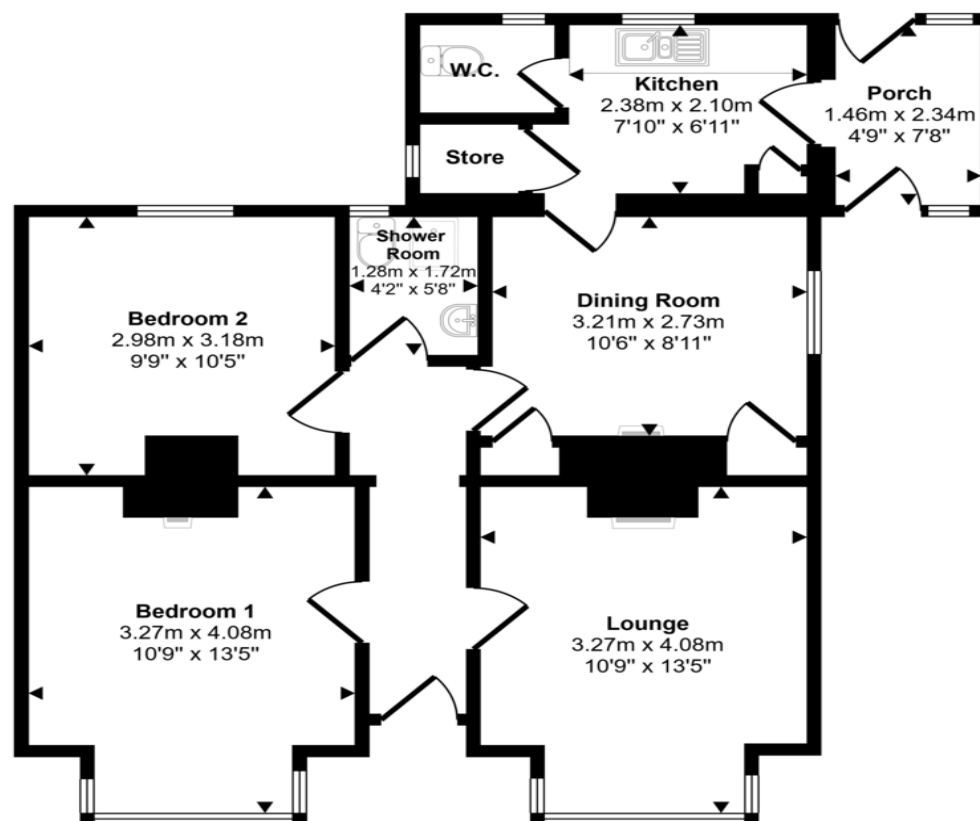 W.C.
Kitchen
2.38m x 2.10m
7'10" x 6'11"
Porch
1.46m x 2.34m
4'9" x 7'8"
Store
Shower
Room
1.28m x 1.72m
4'2" x 5'8"
Bedroom 2
2.98m x 3.18m
9'9" x 10'5"
Dining Room
3.21m x 2.73m
10'6" x 8'11"
Bedroom 1
3.27m x 4.08m
10'9" x 13'5"
Lounge
3.27m x 4.08m
10'9" x 13'5"